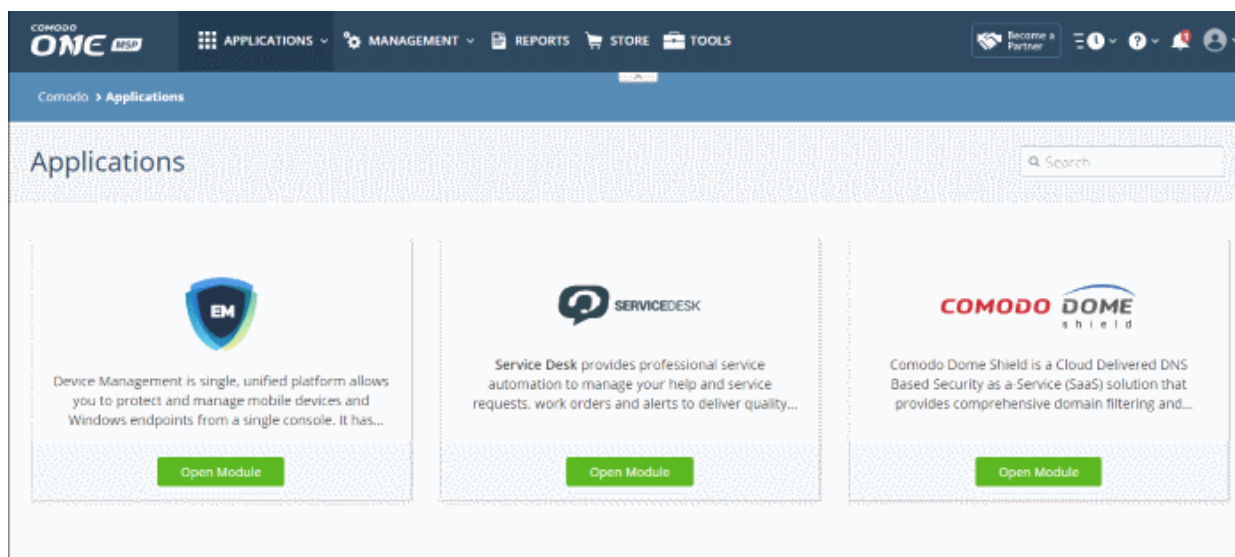 COMODO
ONE MSP
APPLICATIONS
MANAGEMENT
REPORTS
STORE
TOOLS
Become a
Partner
Comodo > Applications
Applications
Search
EM
Device Management is single, unified platform allows
you to protect and manage mobile devices and
Windows endpoints from a single console. It has...
Open Module
SERVICEDESK
Service Desk provides professional service
automation to manage your help and service
requests, work orders and alerts to deliver quality...
Open Module
COMODO DOME
shield
Comodo Dome Shield is a Cloud Delivered DNS
Based Security as-a-Service (SaaS) solution that
provides comprehensive domain filtering and...
Open Module